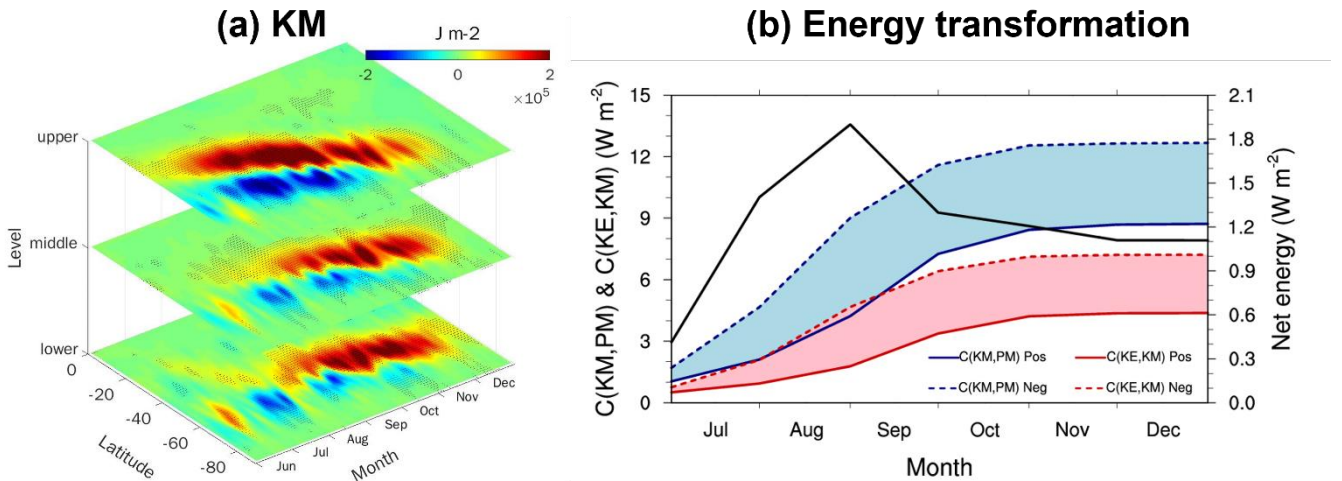 (a) KM
J m-2
-2 0 2
×10^5
upper
middle
lower
Level
0
-20
-40
-60
-80
Latitude
Jun
Jul
Aug
Sep
Oct
Nov
Dec
Month
(b) Energy transformation
C(KM,PM) & C(KE,KM) (W m-2)
15
12
9
6
3
0
2.1
1.8
1.5
1.2
0.9
0.6
0.3
0.0
Net energy (W m-2)
C(KM,PM) Pos C(KE,KM) Pos
C(KM,PM) Neg C(KE,KM) Neg
Jul Aug Sep Oct Nov Dec
Month